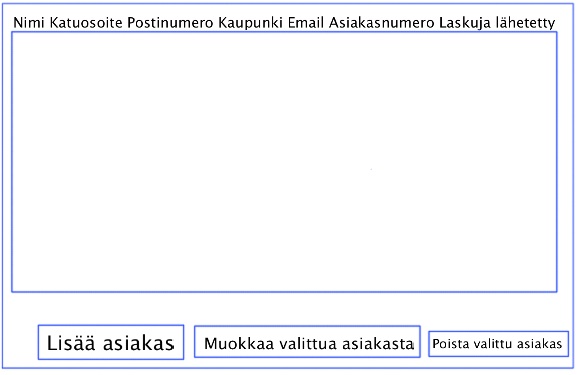 Nimi Katuosoite Postinumero Kaupunki Email Asiakasnumero Laskuja lähetetty
Lisää asiakas
Muokkaa valittua asiakasta
Poista valittu asiakas